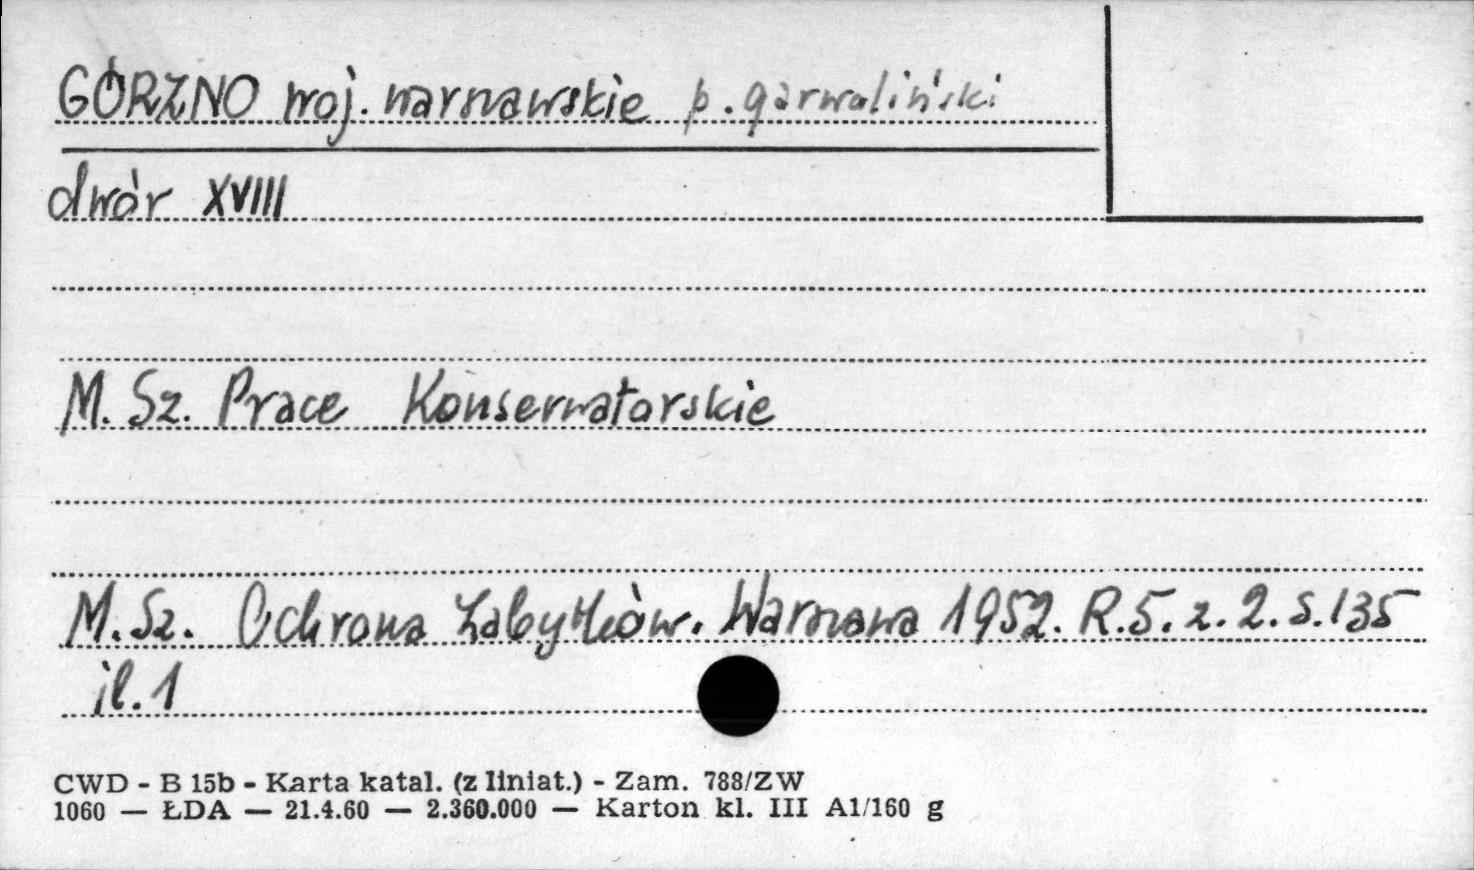 GÓRZNO woj. warszawskie p. garwoliński
dwór XVIII
M. Sz. Prace Konserwatorskie
M. Sz. Ochrona Zabytków. Warszawa 1952. R.5. z. 2. s. 135
il. 1
CWD - B 15b - Karta katal. (z liniat.) - Zam. 788/ZW
1060 — ŁDA — 21.4.60 — 2.360.000 — Karton kl. III A1/160 g